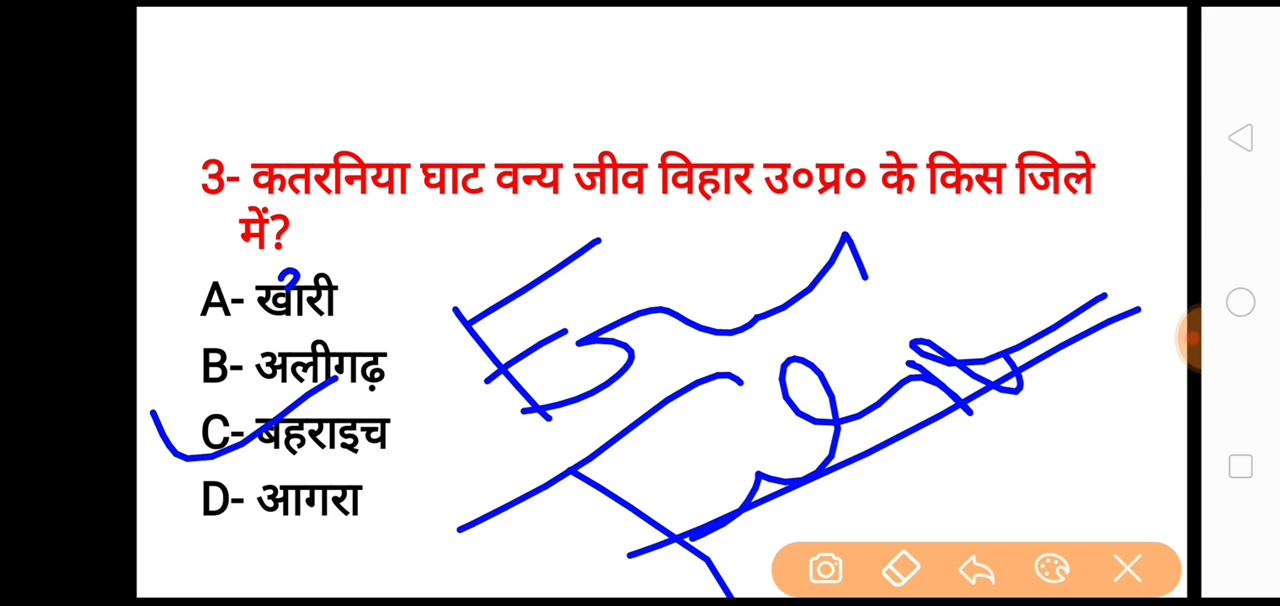 3- कतरनिया घाट वन्य जीव विहार उ०प्र० के किस जिले
में?
A- खीरी
B- अलीगढ़
C- बहराइच
D- आगरा